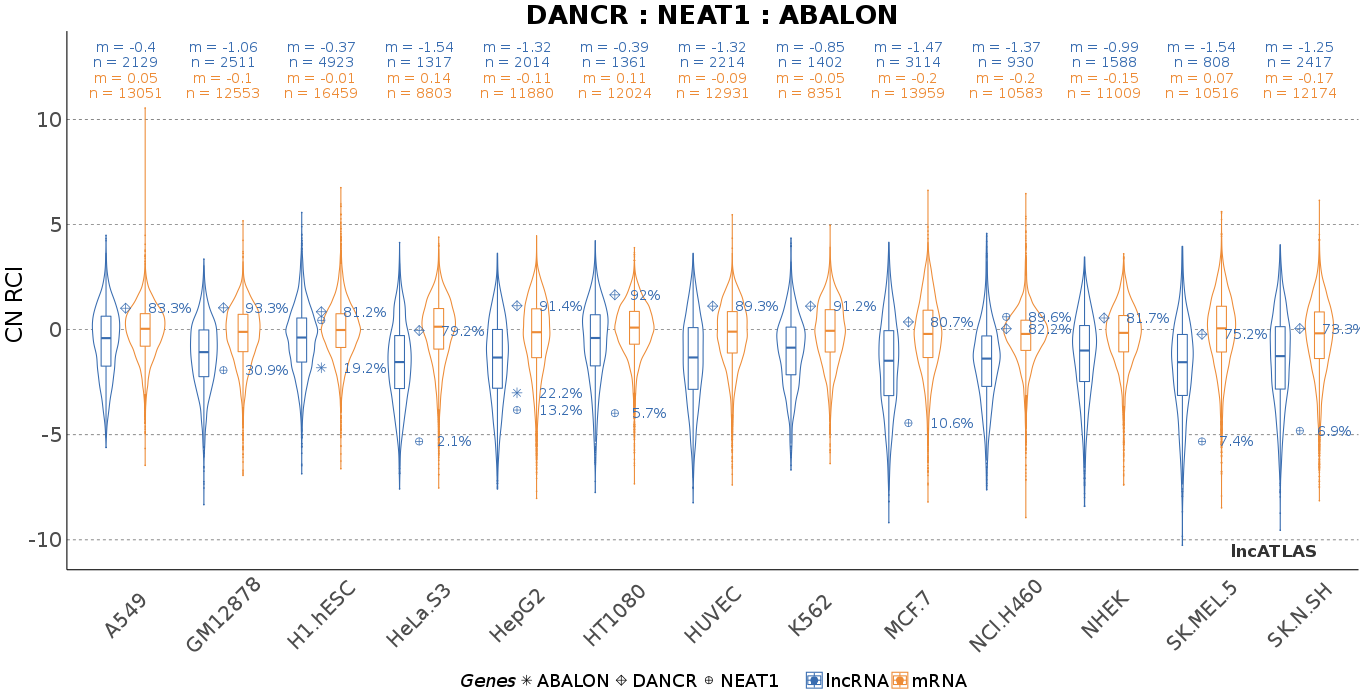 DANCR : NEAT1 : ABALON
m = -0.4 m = -1.06 m = -0.37 m = -1.54 m = -1.32 m = -0.39 m = -1.32 m = -0.85 m = -1.47 m = -1.37 m = -0.99 m = -1.54 m = -1.25
n = 2129 n = 2511 n = 4923 n = 1317 n = 2014 n = 1361 n = 2214 n = 1402 n = 3114 n = 930 n = 1588 n = 808 n = 2417
m = 0.05 m = -0.1 m = -0.01 m = 0.14 m = -0.11 m = 0.11 m = -0.09 m = -0.05 m = -0.2 m = -0.2 m = -0.15 m = 0.07 m = -0.17
n = 13051 n = 12553 n = 16459 n = 8803 n = 11880 n = 12024 n = 12931 n = 8351 n = 13959 n = 10583 n = 11009 n = 10516 n = 12174
CN RCI
10
5
0
-5
-10
83.3% 93.3% 81.2% 79.2% 91.4% 92% 89.3% 91.2% 80.7% 89.6% 81.7% 75.2% 73.3%
82.2%
30.9% 19.2% 22.2%
2.1% 13.2% 5.7% 10.6% 7.4% 6.9%
lncATLAS
A549 GM12878 H1.hESC HeLa.S3 HepG2 HT1080 HUVEC K562 MCF.7 NCI.H460 NHEK SK.MEL.5 SK.N.SH
Genes ABALON DANCR NEAT1 lncRNA mRNA